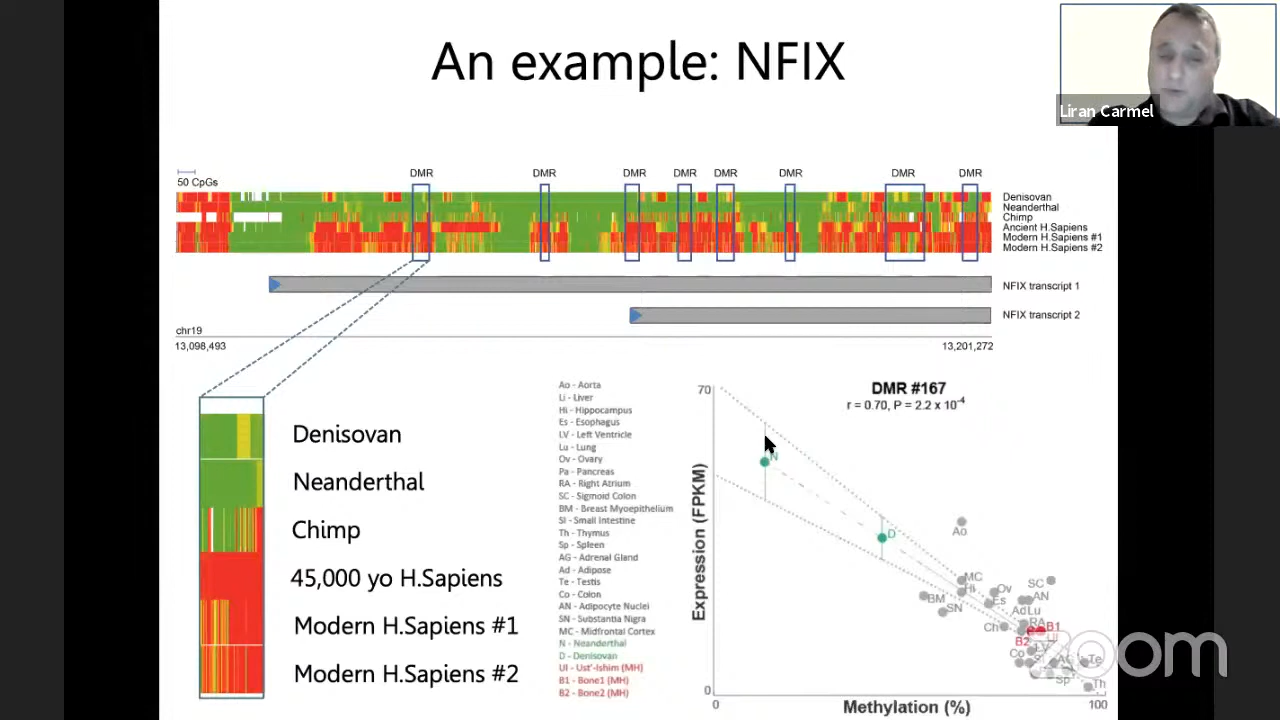 An example: NFIX
Liran Carmel
50 CpGs
DMR DMR DMR DMR DMR DMR DMR DMR
Denisovan
Neanderthal
Chimp
Ancient H.Sapiens
Modern H.Sapiens #1
Modern H.Sapiens #2
NFIX transcript 1
NFIX transcript 2
chr19
13,098,493
13,201,272
Denisovan
Neanderthal
Chimp
45,000 yo H.Sapiens
Modern H.Sapiens #1
Modern H.Sapiens #2
Ao - Aorta
Li - Liver
Hi - Hippocampus
Es - Esophagus
LV - Left Ventricle
Lu - Lung
Ov - Ovary
Pa - Pancreas
RA - Right Atrium
SC - Sigmoid Colon
BM - Breast Myoepithelium
SI - Small Intestine
Th - Thymus
Sp - Spleen
AG - Adrenal Gland
Ad - Adipose
Te - Testis
Co - Colon
AN - Adipocyte Nuclei
SN - Substantia Nigra
MC - Midfrontal Cortex
N - Neanderthal
D - Denisovan
UI - Ust'-Ishim (MH)
B1 - Bone1 (MH)
B2 - Bone2 (MH)
DMR #167
r = 0.70, P = 2.2 x 10-4
70
Expression (FPKM)
N
D
Ao
MC
Hi
Ov
SC
BM
Es
AN
SN
Ad
Lu
Ch
RA
B1
B2
UI
Co
Te
Sp
Th
0
0
100
Methylation (%)
zoom